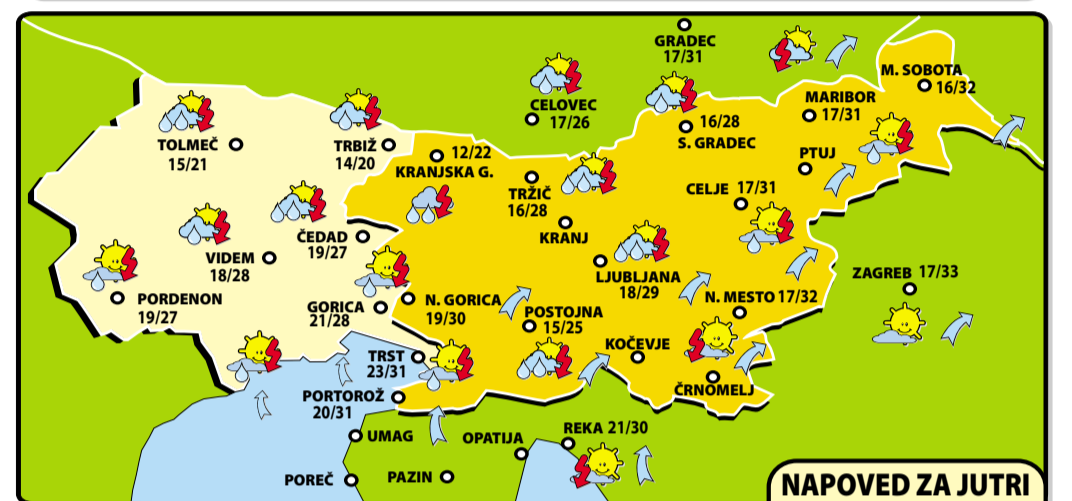 GRADEC
17/31
M. SOBOTA
16/32
CELOVEC
17/26
MARIBOR
17/31
16/28
S. GRADEC
TOLMEČ
15/21
TRBIŽ
14/20
12/22
KRANJSKA G.
PTUJ
TRŽIČ
16/28
CELJE 17/31
KRANJ
ČEDAD
19/27
VIDEM
18/28
LJUBLJANA
18/29
ZAGREB 17/33
PORDENON
19/27
GORICA
21/28
N. GORICA
19/30
N. MESTO 17/32
POSTOJNA
15/25
KOČEVJE
TRST
23/31
ČRNOMELJ
PORTOROŽ
20/31
UMAG
OPATIJA
REKA 21/30
POREČ
PAZIN
NAPOVED ZA JUTRI